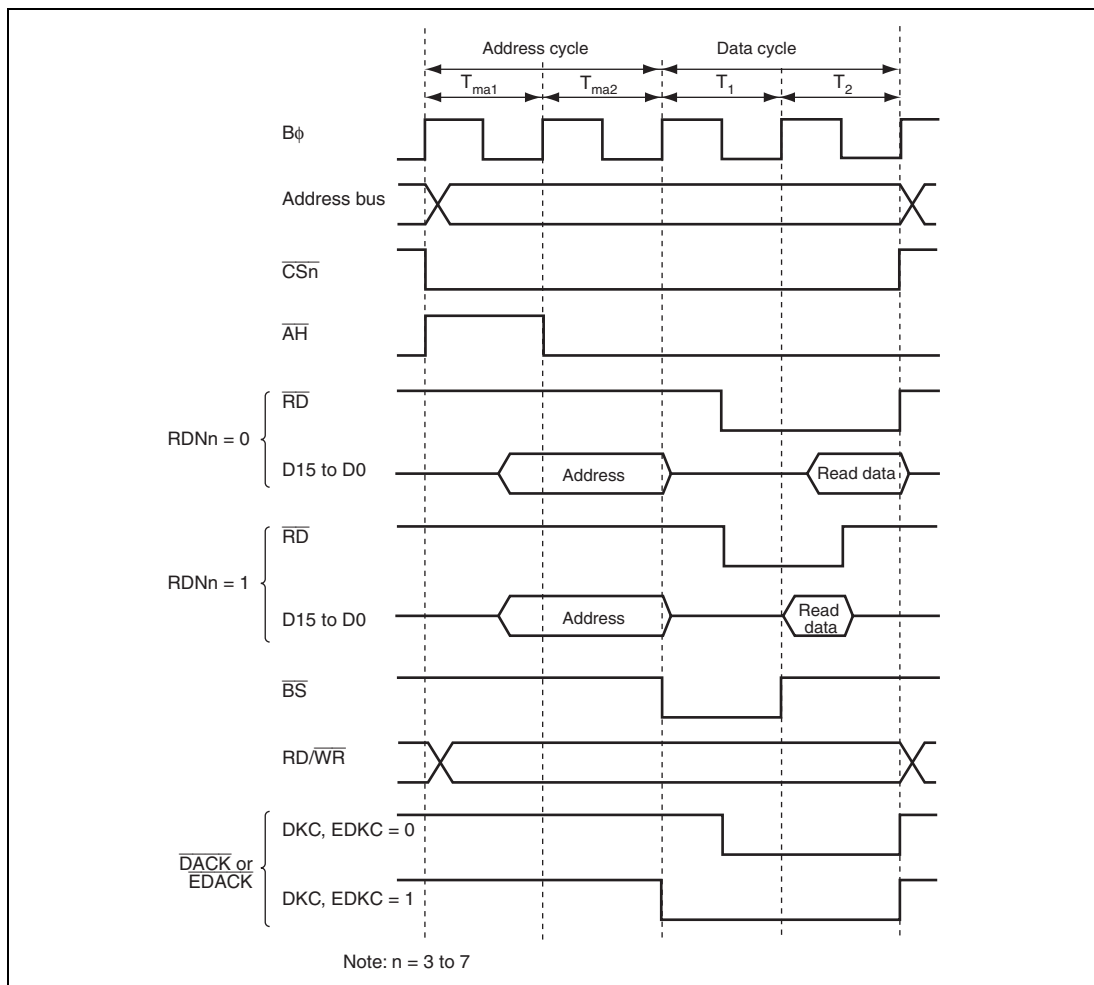 Address cycle Data cycle
Tma1 Tma2 T1 T2
Bϕ
Address bus
CSn
AH
RD
RDNn = 0
D15 to D0 Address Read data
RD
RDNn = 1
D15 to D0 Address Read
data
BS
RD/WR
DKC, EDKC = 0
DACK or
EDACK
DKC, EDKC = 1
Note: n = 3 to 7